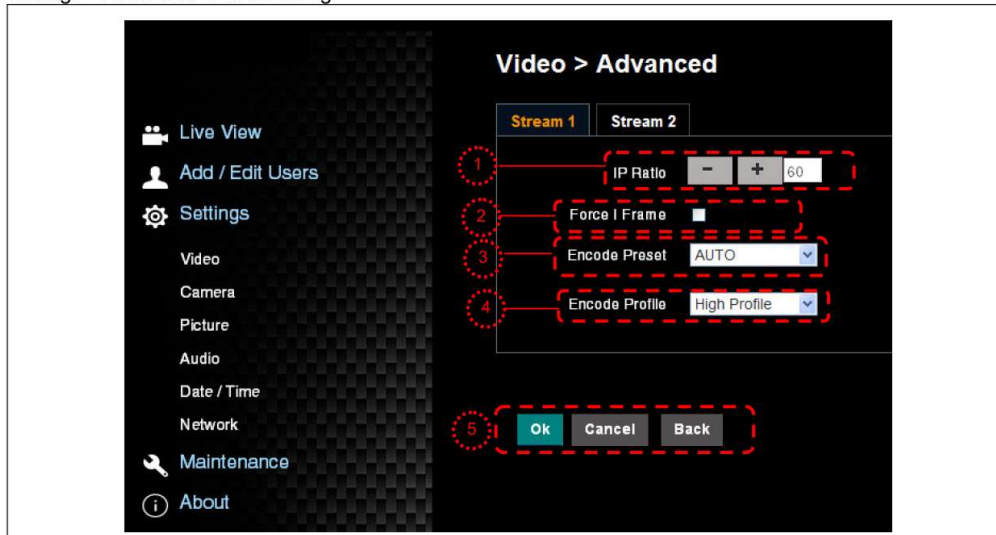 Video > Advanced
Stream 1 Stream 2
Live View
Add / Edit Users
Settings
Video
Camera
Picture
Audio
Date / Time
Network
Maintenance
About
1 IP Ratio - + 60
2 Force I Frame
3 Encode Preset AUTO
4 Encode Profile High Profile
5 Ok Cancel Back